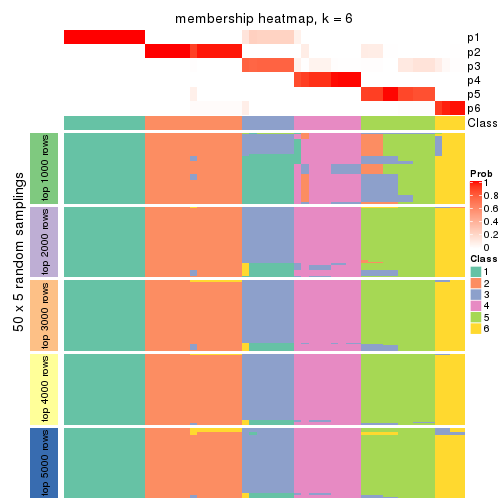 membership heatmap, k = 6
p1
p2
p3
p4
p5
p6
Class
50 x 5 random samplings
top 1000 rows
top 2000 rows
top 3000 rows
top 4000 rows
top 5000 rows
Prob
1
0.8
0.6
0.4
0.2
0
Class
1
2
3
4
5
6